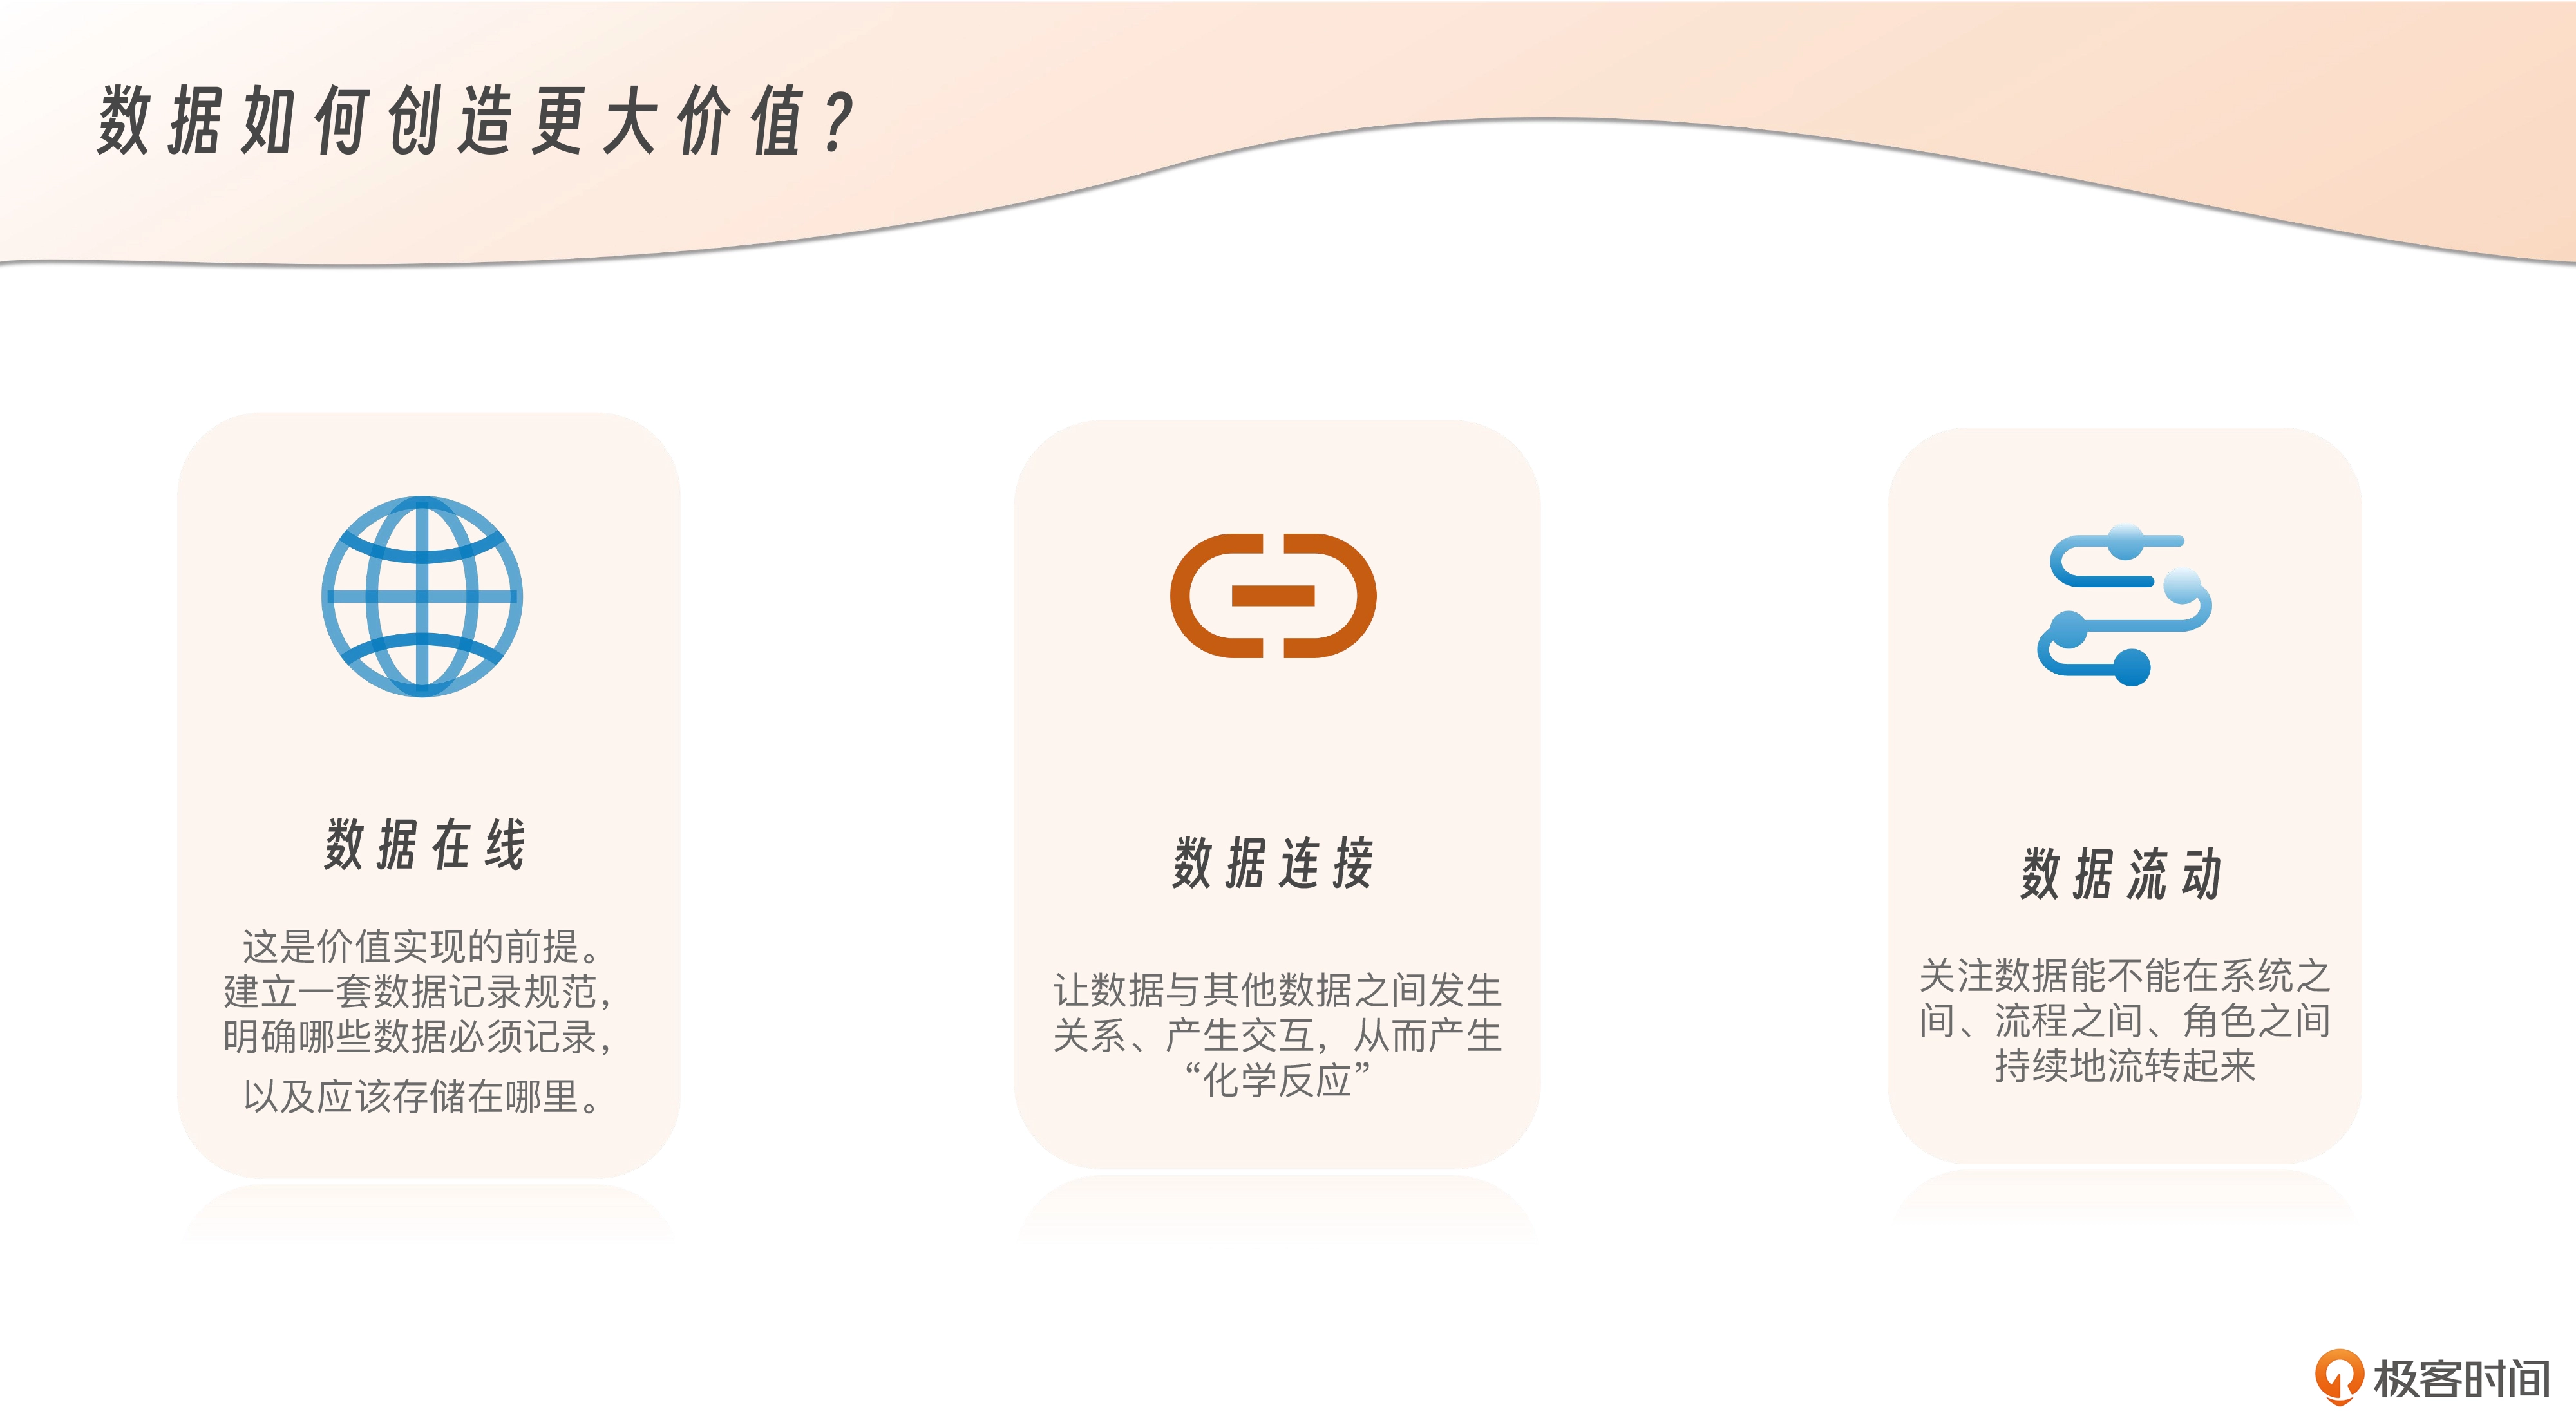 数据如何创造更大价值？
数据在线
这是价值实现的前提。
建立一套数据记录规范，
明确哪些数据必须记录，
以及应该存储在哪里。
数据连接
让数据与其他数据之间发生
关系、产生交互，从而产生
“化学反应”
数据流动
关注数据能不能在系统之
间、流程之间、角色之间
持续地流转起来
极客时间